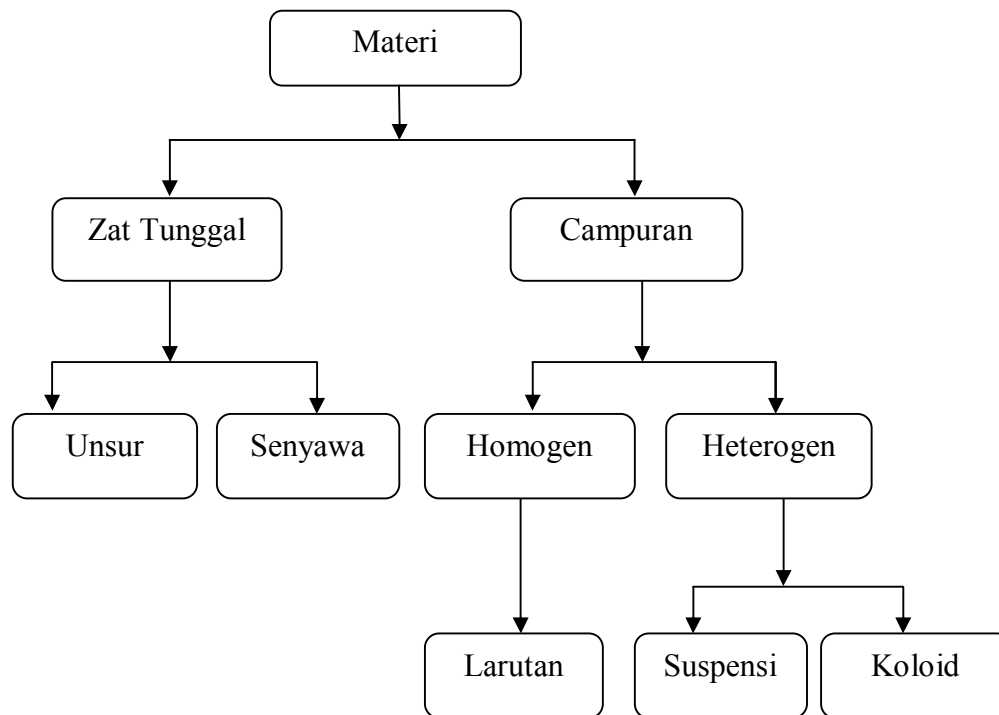 Materi
Zat Tunggal
Campuran
Unsur
Senyawa
Homogen
Heterogen
Larutan
Suspensi
Koloid